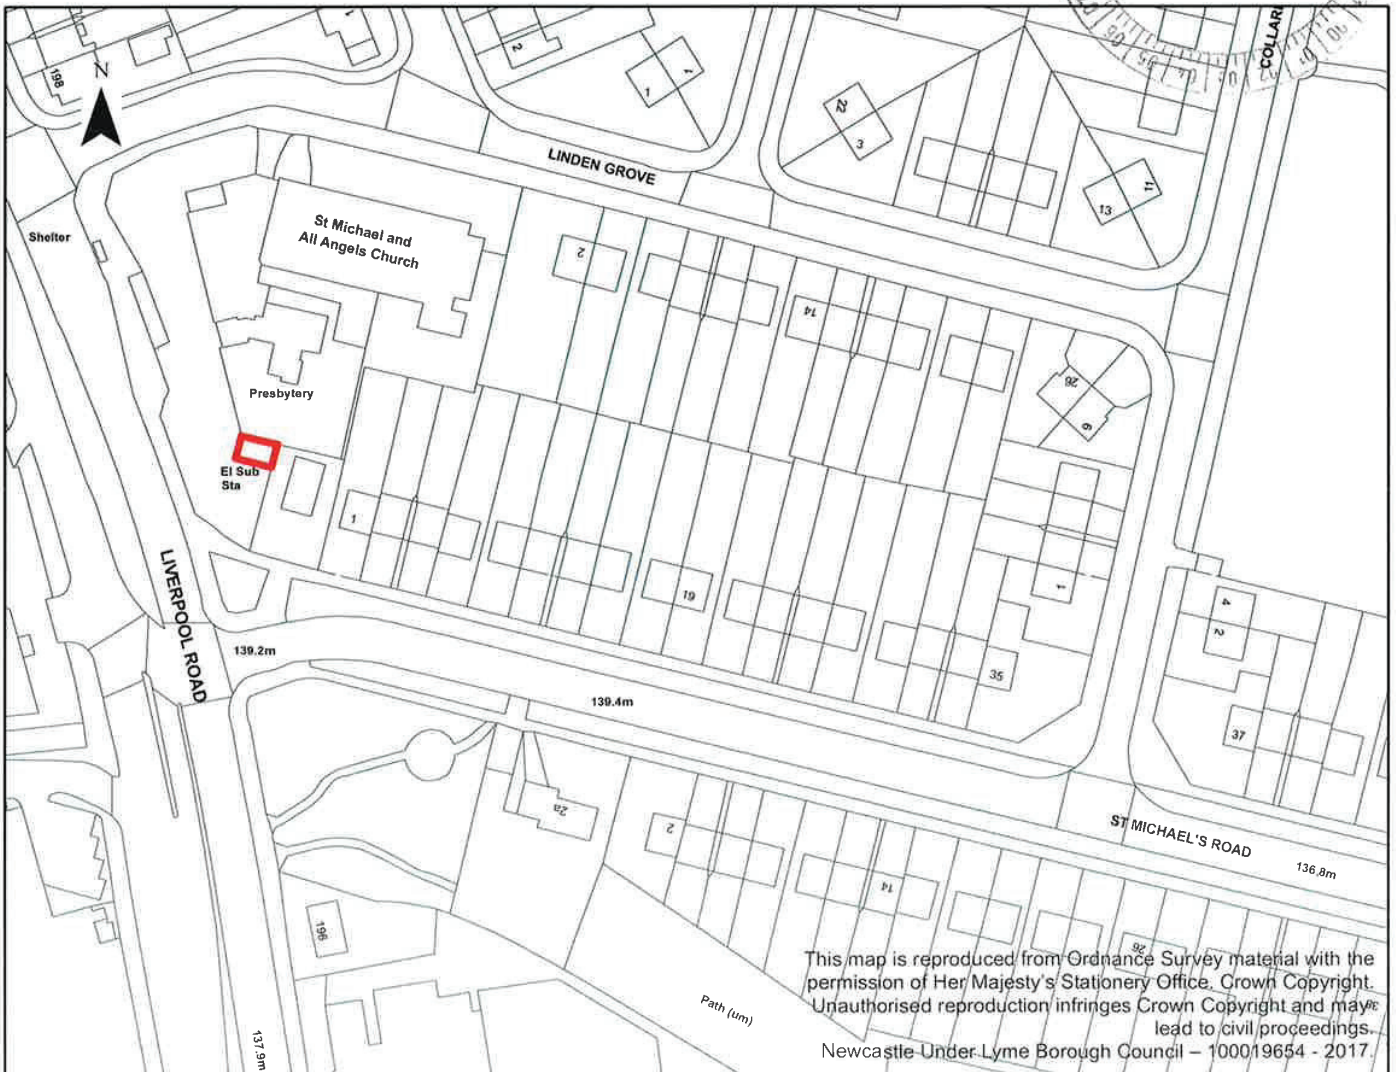 198
N
1
2
1
1
22
3
13
11
COLLAR
LINDEN GROVE
St Michael and
All Angels Church
Shelter
2
14
26
6
Presbytery
El Sub
Sta
1
19
1
35
4
2
37
LIVERPOOL ROAD
139.2m
139.4m
2a
2
14
26
ST MICHAEL'S ROAD
136.8m
196
Path (um)
137.9m
This map is reproduced from Ordnance Survey material with the
permission of Her Majesty's Stationery Office, Crown Copyright.
Unauthorised reproduction infringes Crown Copyright and may
lead to civil proceedings.
Newcastle Under Lyme Borough Council – 100019654 - 2017.